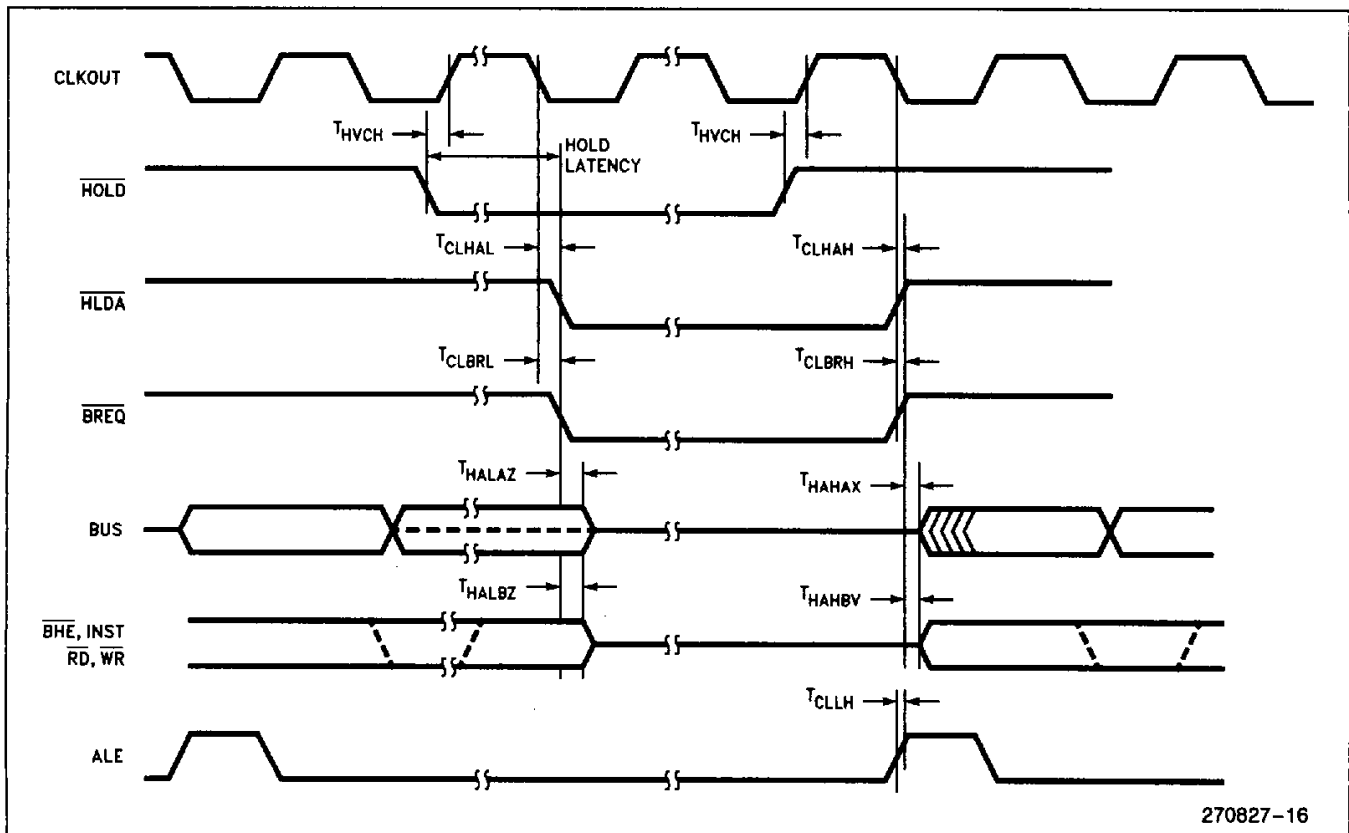 CLKOUT
THVCH
HOLD
LATENCY
THVCH
HOLD
TCLHAL
TCLHAH
HLDA
TCLBRL
TCLBRH
BREQ
THALAZ
THAHAX
BUS
THALBZ
THAHBV
BHE, INST
RD, WR
TCLLH
ALE
270827-16